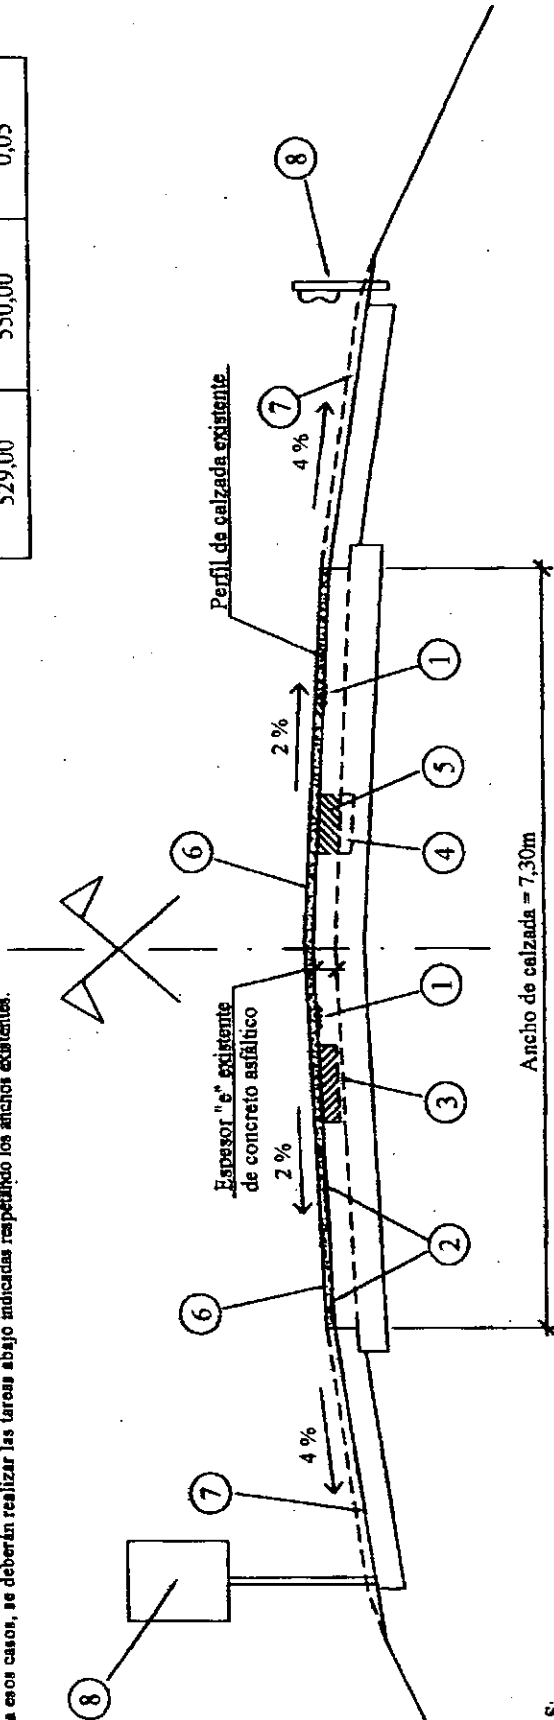 529,00 550,00 0,05
a esos casos, se deberán realizar las tareas abajo indicadas respetando los anchos existentes.
8
7
4 %
6
2
2 %
Espesor "e" existente
de concreto asfáltico
3
1
6
4
5
2 %
1
Perfil de calzada existente
7
4 %
8
Ancho de calzada = 7,30m